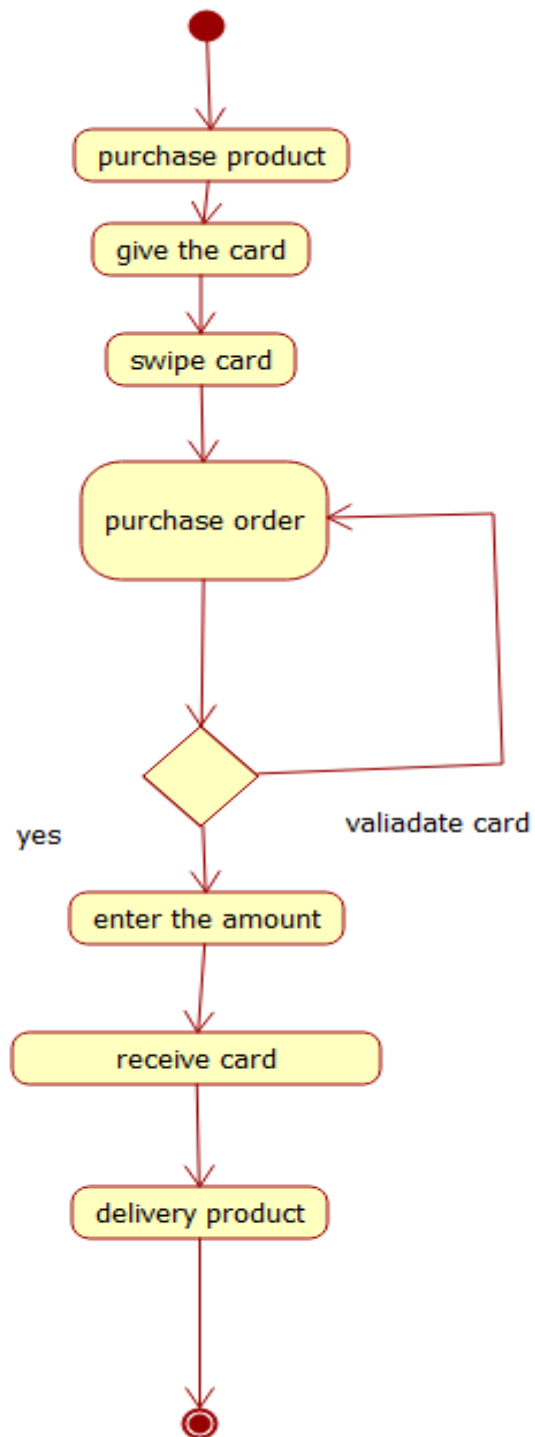 purchase product
give the card
swipe card
purchase order
valiadate card
yes
enter the amount
receive card
delivery product